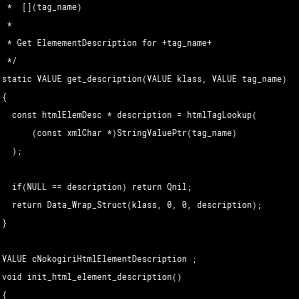 *  [](tag_name)
 *
 * Get ElemementDescription for +tag_name+
 */
static VALUE get_description(VALUE klass, VALUE tag_name)
{
  const htmlElemDesc * description = htmlTagLookup(
      (const xmlChar *)StringValuePtr(tag_name)
  );

  if(NULL == description) return Qnil;
  return Data_Wrap_Struct(klass, 0, 0, description);
}

VALUE cNokogiriHtmlElementDescription ;
void init_html_element_description()
{